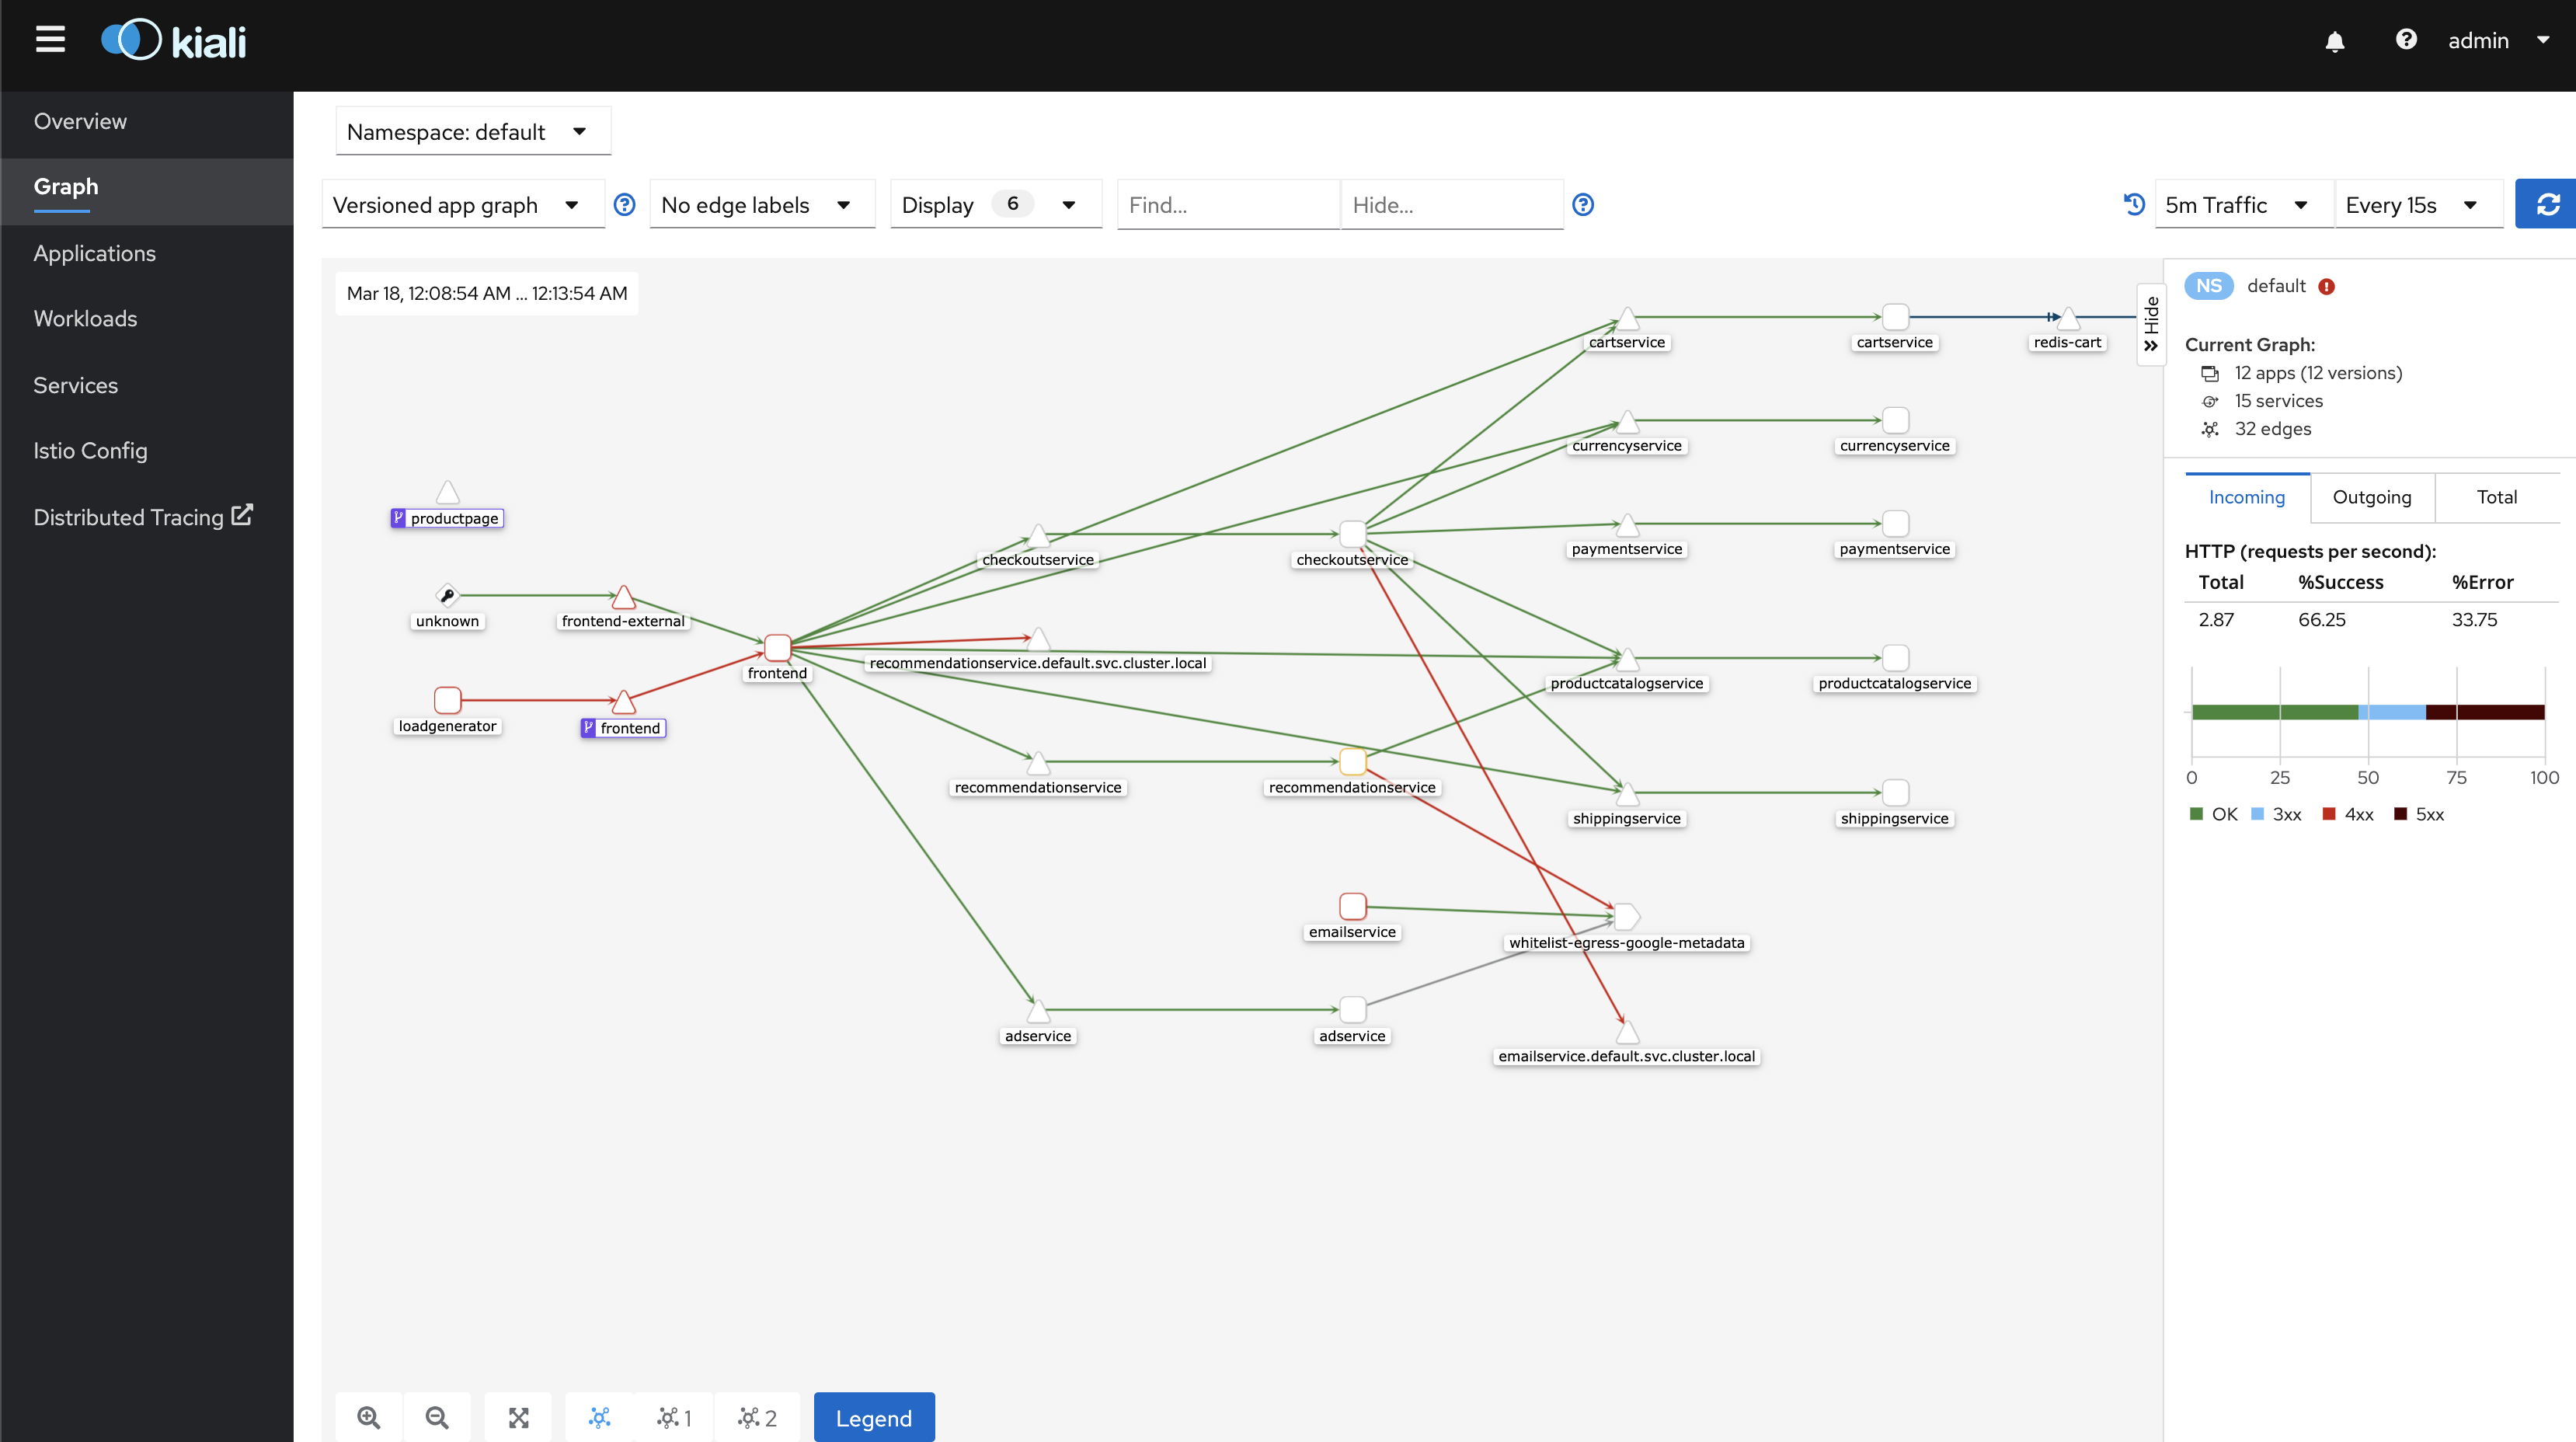 kiali
admin
Overview
Graph
Applications
Workloads
Services
Istio Config
Distributed Tracing
Namespace: default
Versioned app graph
No edge labels
Display 6
Find...
Hide...
5m Traffic
Every 15s
Mar 18, 12:08:54 AM ... 12:13:54 AM
cartservice
cartservice
redis-cart
currencyservice
currencyservice
productpage
checkoutservice
checkoutservice
paymentservice
paymentservice
unknown
frontend-external
frontend
recommendationservice.default.svc.cluster.local
productcatalogservice
productcatalogservice
loadgenerator
frontend
recommendationservice
recommendationservice
shippingservice
shippingservice
emailservice
whitelist-egress-google-metadata
adservice
adservice
emailservice.default.svc.cluster.local
1
2
Legend
Hide
NS default
Current Graph:
12 apps (12 versions)
15 services
32 edges
Incoming
Outgoing
Total
HTTP (requests per second):
Total %Success %Error
2.87 66.25 33.75
0 25 50 75 100
OK 3xx 4xx 5xx